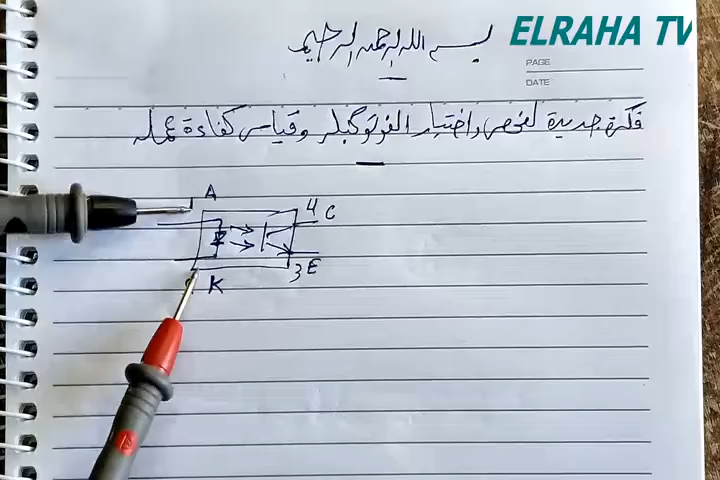 ELRAHA TV
بسم الله الرحمن الرحيم
PAGE
DATE
فكرة جديدة لفحص واختبار الفوتوكبلر وقياس كفاءة عمله
A
4 C
3 E
K